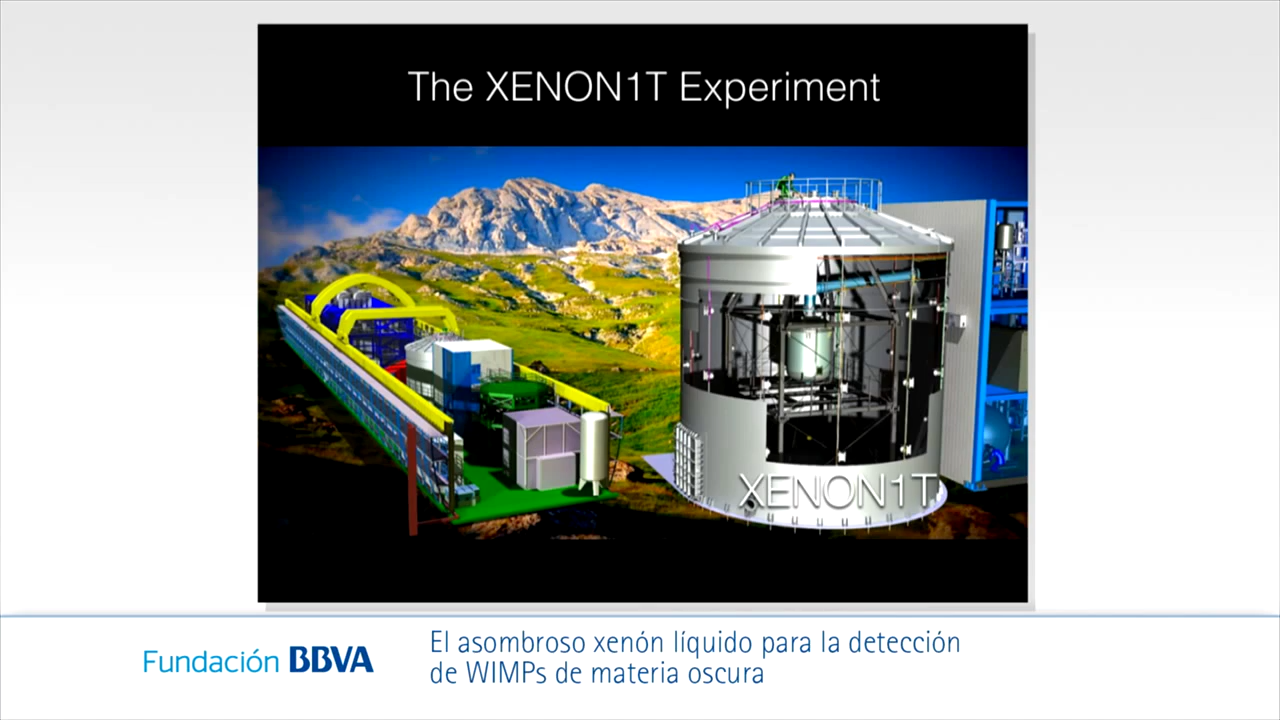 The XENON1T Experiment
XENON1T
Fundación BBVA
El asombroso xenón líquido para la detección
de WIMPs de materia oscura